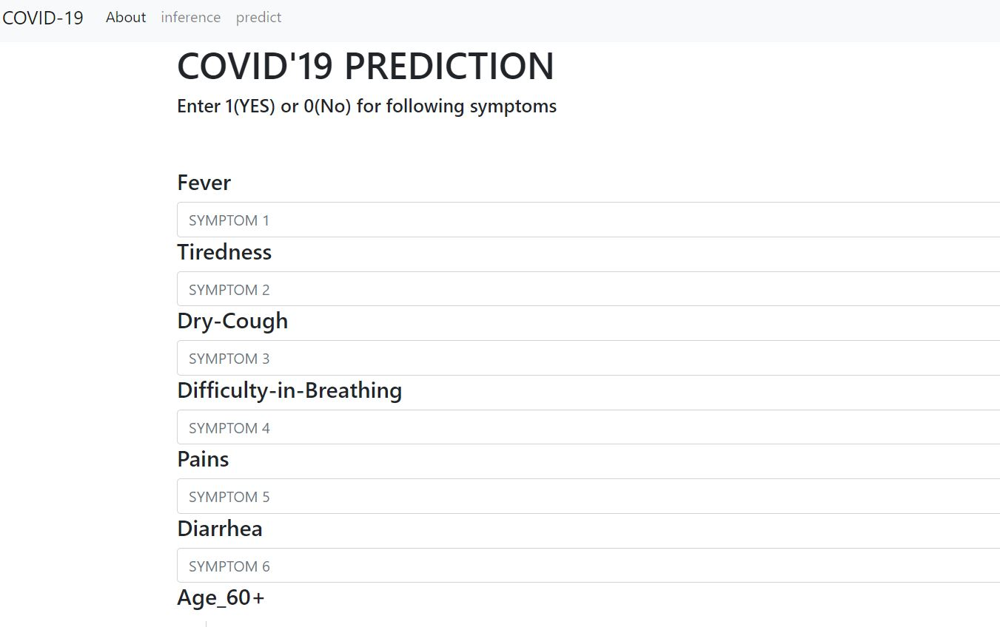 COVID-19 About inference predict
COVID'19 PREDICTION
Enter 1(YES) or 0(No) for following symptoms
Fever
SYMPTOM 1
Tiredness
SYMPTOM 2
Dry-Cough
SYMPTOM 3
Difficulty-in-Breathing
SYMPTOM 4
Pains
SYMPTOM 5
Diarrhea
SYMPTOM 6
Age_60+